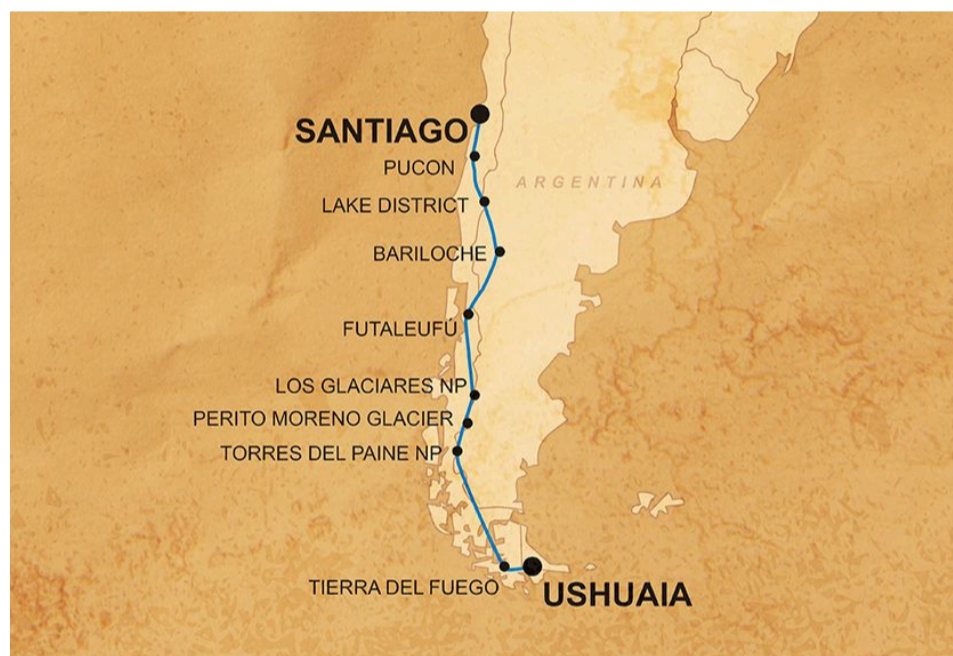 SANTIAGO
PUCON
ARGENTINA
LAKE DISTRICT
BARILOCHE
FUTALEUFÚ
LOS GLACIARES NP
PERITO MORENO GLACIER
TORRES DEL PAINE NP
TIERRA DEL FUEGO
USHUAIA